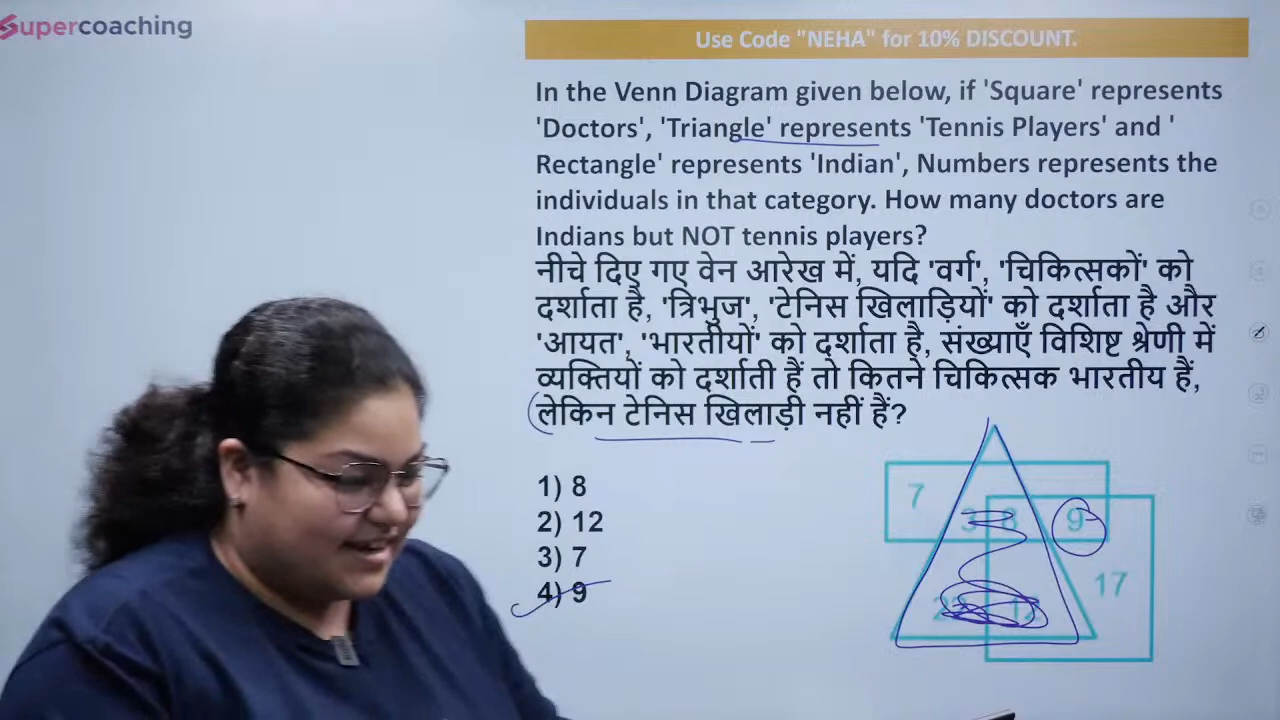 Supercoaching
Use Code "NEHA" for 10% DISCOUNT.
In the Venn Diagram given below, if 'Square' represents
'Doctors', 'Triangle' represents 'Tennis Players' and '
Rectangle' represents 'Indian', Numbers represents the
individuals in that category. How many doctors are
Indians but NOT tennis players?
नीचे दिए गए वेन आरेख में, यदि 'वर्ग', 'चिकित्सकों' को
दर्शाता है, 'त्रिभुज', 'टेनिस खिलाड़ियों' को दर्शाता है और
'आयत', 'भारतीयों' को दर्शाता है, संख्याएँ विशिष्ट श्रेणी में
व्यक्तियों को दर्शाती हैं तो कितने चिकित्सक भारतीय हैं,
लेकिन टेनिस खिलाड़ी नहीं हैं?
1) 8
2) 12
3) 7
4) 9
7
3 8 9
17
12